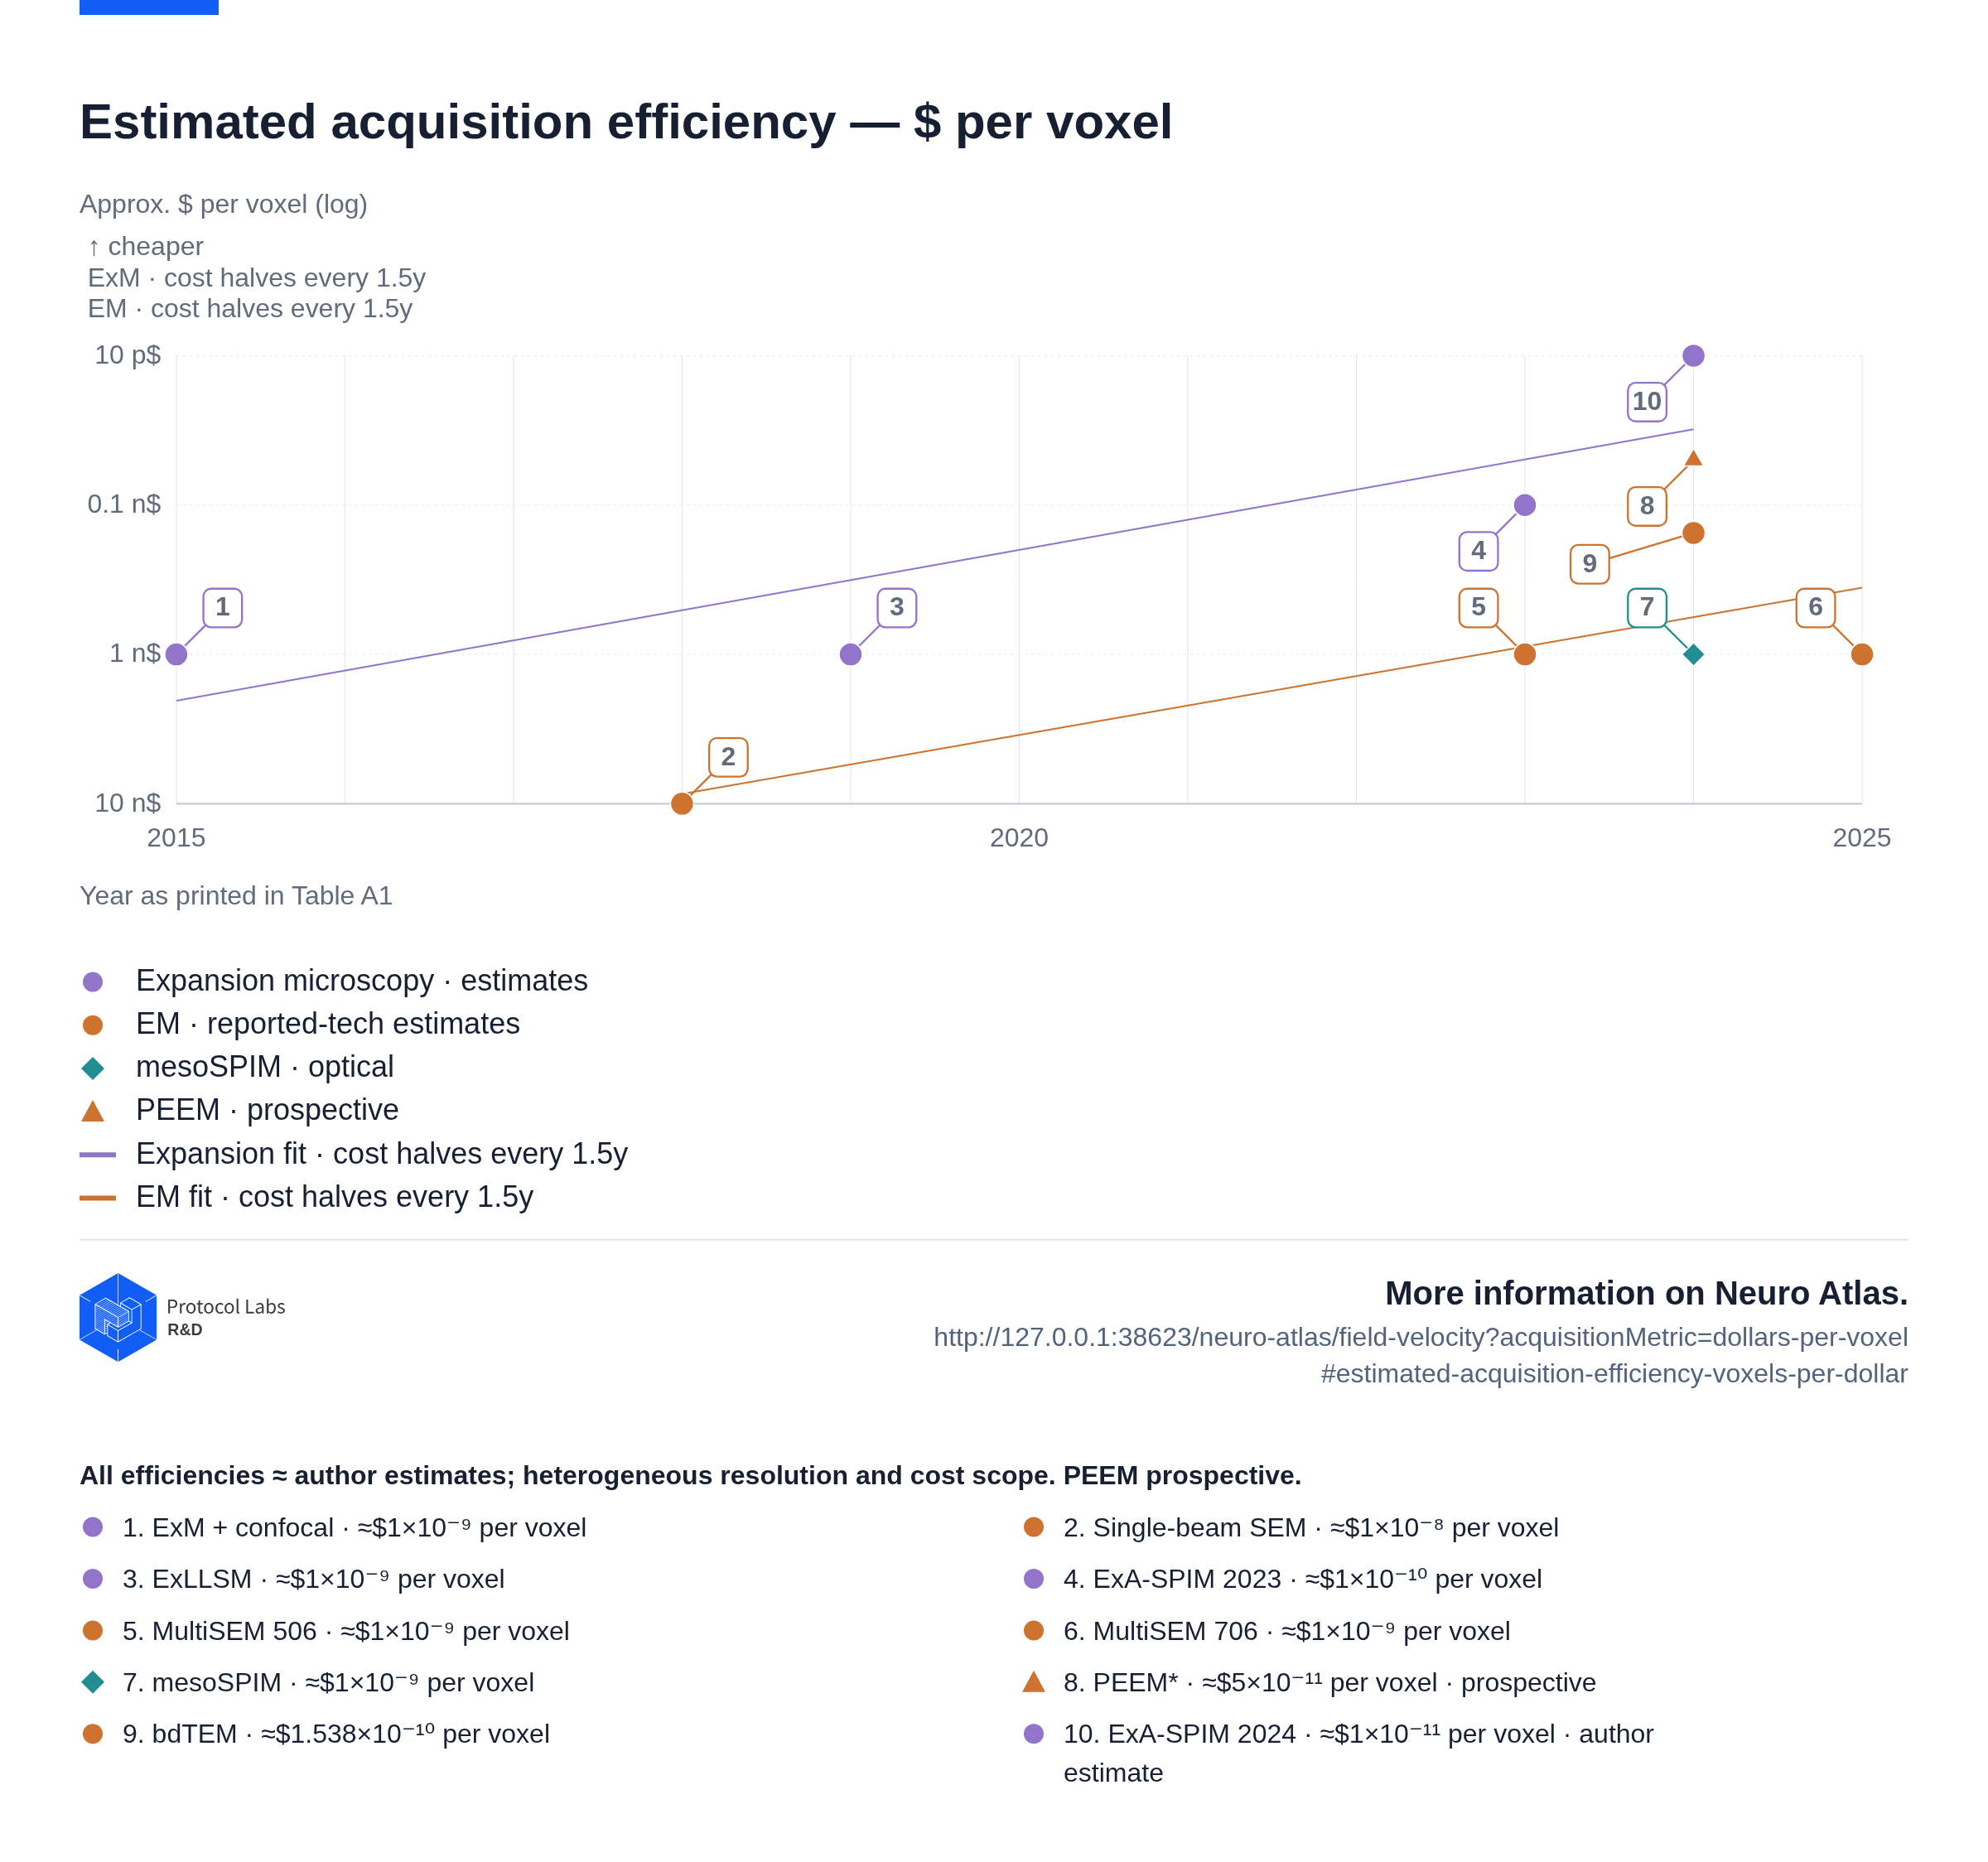 Estimated acquisition efficiency — $ per voxel
Approx. $ per voxel (log)
↑ cheaper
ExM · cost halves every 1.5y
EM · cost halves every 1.5y
10 p$
0.1 n$
1 n$
10 n$
10
8
4
9
1
3
5
7
6
2
2015
2020
2025
Year as printed in Table A1
Expansion microscopy · estimates
EM · reported-tech estimates
mesoSPIM · optical
PEEM · prospective
Expansion fit · cost halves every 1.5y
EM fit · cost halves every 1.5y
Protocol Labs
R&D
More information on Neuro Atlas.
http://127.0.0.1:38623/neuro-atlas/field-velocity?acquisitionMetric=dollars-per-voxel
#estimated-acquisition-efficiency-voxels-per-dollar
All efficiencies ≈ author estimates; heterogeneous resolution and cost scope. PEEM prospective.
1. ExM + confocal · ≈$1×10⁻⁹ per voxel
2. Single-beam SEM · ≈$1×10⁻⁸ per voxel
3. ExLLSM · ≈$1×10⁻⁹ per voxel
4. ExA-SPIM 2023 · ≈$1×10⁻¹⁰ per voxel
5. MultiSEM 506 · ≈$1×10⁻⁹ per voxel
6. MultiSEM 706 · ≈$1×10⁻⁹ per voxel
7. mesoSPIM · ≈$1×10⁻⁹ per voxel
8. PEEM* · ≈$5×10⁻¹¹ per voxel · prospective
9. bdTEM · ≈$1.538×10⁻¹⁰ per voxel
10. ExA-SPIM 2024 · ≈$1×10⁻¹¹ per voxel · author
estimate